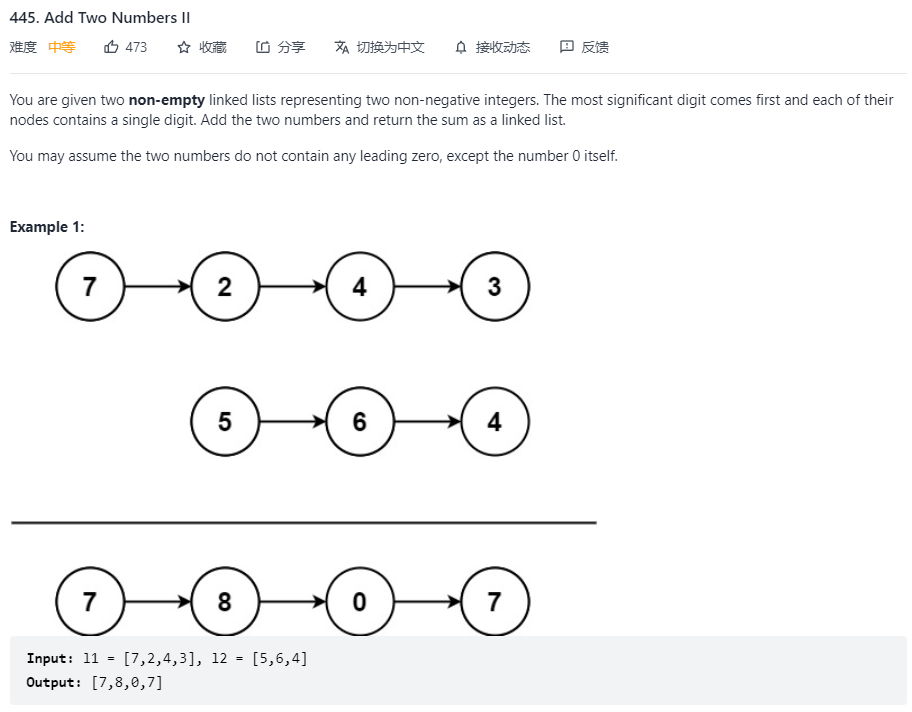 445. Add Two Numbers II
难度 中等 473 收藏 分享 切换为中文 接收动态 反馈
You are given two non-empty linked lists representing two non-negative integers. The most significant digit comes first and each of their
nodes contains a single digit. Add the two numbers and return the sum as a linked list.
You may assume the two numbers do not contain any leading zero, except the number 0 itself.
Example 1:
7 2 4 3
5 6 4
7 8 0 7
Input: l1 = [7,2,4,3], l2 = [5,6,4]
Output: [7,8,0,7]